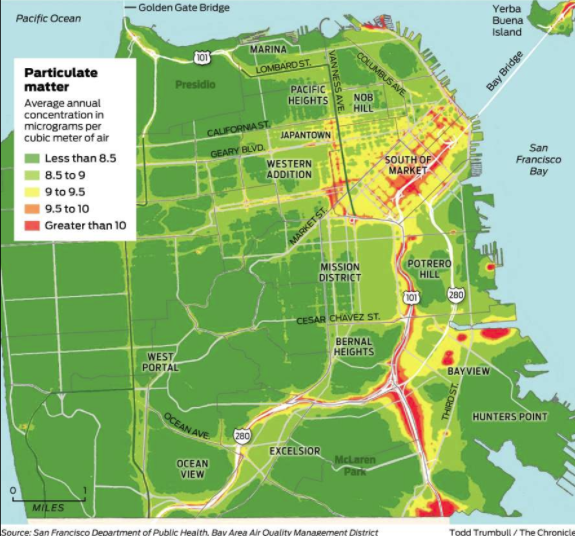 Pacific Ocean
Golden Gate Bridge
Yerba
Buena
Island
Bay Bridge
San
Francisco
Bay
Particulate
matter
Average annual
concentration in
micrograms per
cubic meter of air
Less than 8.5
8.5 to 9
9 to 9.5
9.5 to 10
Greater than 10
101
MARINA
Presidio
LOMBARD ST.
VAN NESS AVE.
COLUMBUS AVE.
PACIFIC
HEIGHTS
NOB
HILL
CALIFORNIA ST.
JAPANTOWN
GEARY BLVD.
WESTERN
ADDITION
SOUTH OF
MARKET
MARKET ST.
MISSION
DISTRICT
POTRERO
HILL
101
280
CESAR CHAVEZ ST.
BERNAL
HEIGHTS
WEST
PORTAL
BAYVIEW
THIRD ST.
HUNTERS POINT
OCEAN AVE.
280
EXCELSIOR
McLaren
Park
OCEAN
VIEW
0 1
MILES
Source: San Francisco Department of Public Health, Bay Area Air Quality Management District
Todd Trumbull / The Chronicle